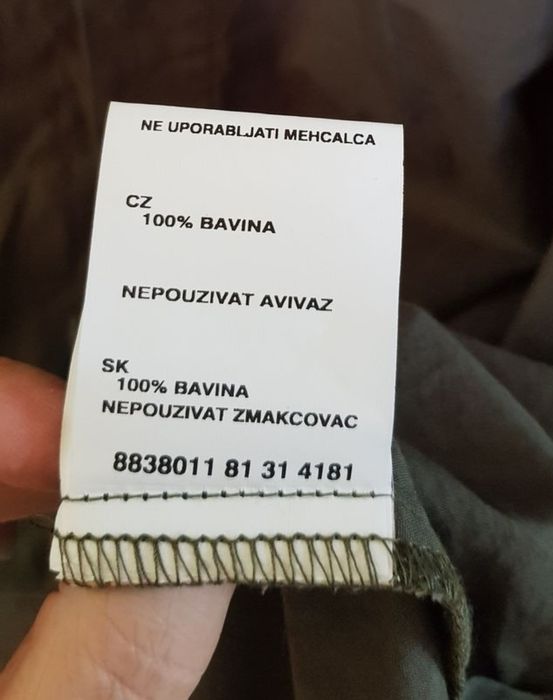 NE UPORABLJATI MEHCALCA
CZ
100% BAVINA
NEPOUZIVAT AVIVAZ
SK
100% BAVINA
NEPOUZIVAT ZMAKCOVAC
8838011 81 31 4181